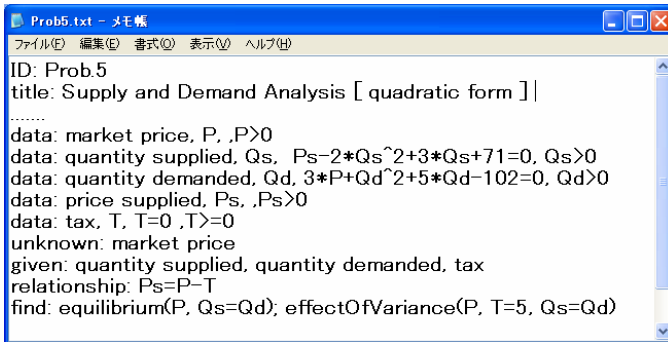 Prob5.txt - メモ帳
ファイル(F) 編集(E) 書式(O) 表示(V) ヘルプ(H)
ID: Prob.5
title: Supply and Demand Analysis [ quadratic form ]
.......
data: market price, P, ,P>0
data: quantity supplied, Qs, Ps-2*Qs^2+3*Qs+71=0, Qs>0
data: quantity demanded, Qd, 3*P+Qd^2+5*Qd-102=0, Qd>0
data: price supplied, Ps, ,Ps>0
data: tax, T, T=0 ,T>=0
unknown: market price
given: quantity supplied, quantity demanded, tax
relationship: Ps=P-T
find: equilibrium(P, Qs=Qd); effectOfVariance(P, T=5, Qs=Qd)